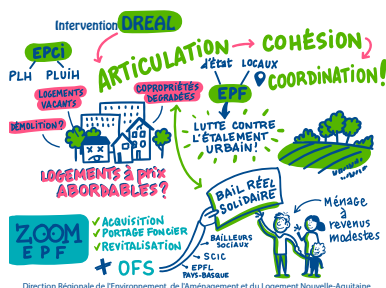 Intervention DREAL
EPCi
PLH PLUiH
ARTICULATION
COHÉSION
COORDINATION!
d'état LOCAUX
EPF
LOGEMENTS
VACANTS
COPROPRIÉTÉS
DEGRADÉES
DÉMOLITION?
LUTTE CONTRE
L'ÉTALEMENT
URBAIN!
LOGEMENTS à prix
ABORDABLES?
BAIL RÉEL
SOLIDAIRE
Ménage
à
revenus
modestes
ZOOM
EPF
ACQUISITION
PORTAGE FONCIER
REVITALISATION
+ OFS
BAILLEURS
SOCIAUX
SCIC
EPFL
PAYS-BASQUE
Direction Régionale de l'Environnement, de l'Aménagement et du Logement Nouvelle-Aquitaine